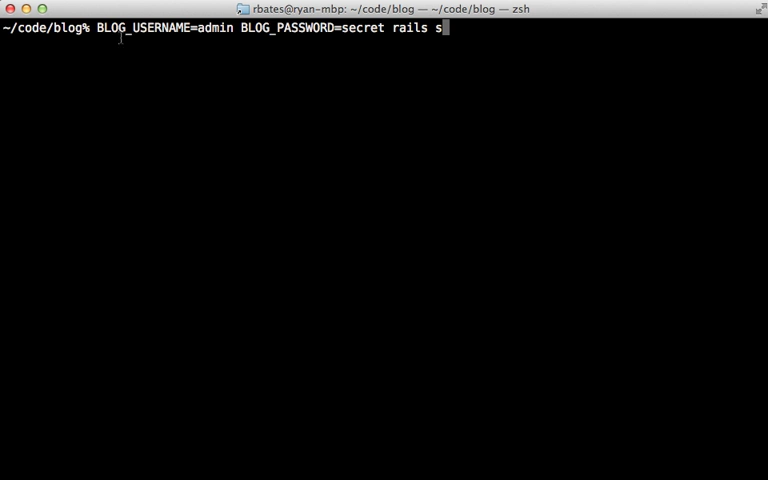 rbates@ryan-mbp: ~/code/blog — ~/code/blog — zsh
~/code/blog% BLOG_USERNAME=admin BLOG_PASSWORD=secret rails s